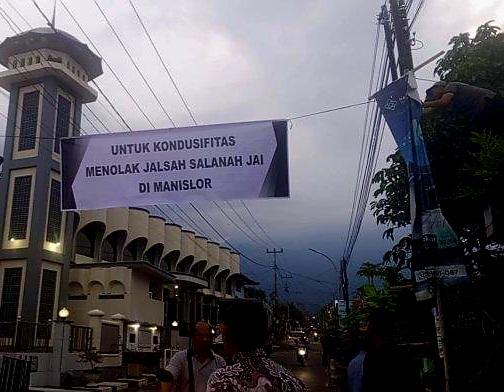 UNTUK KONDUSIFITAS
MENOLAK JALSAH SALANAH JAI
DI MANISLOR